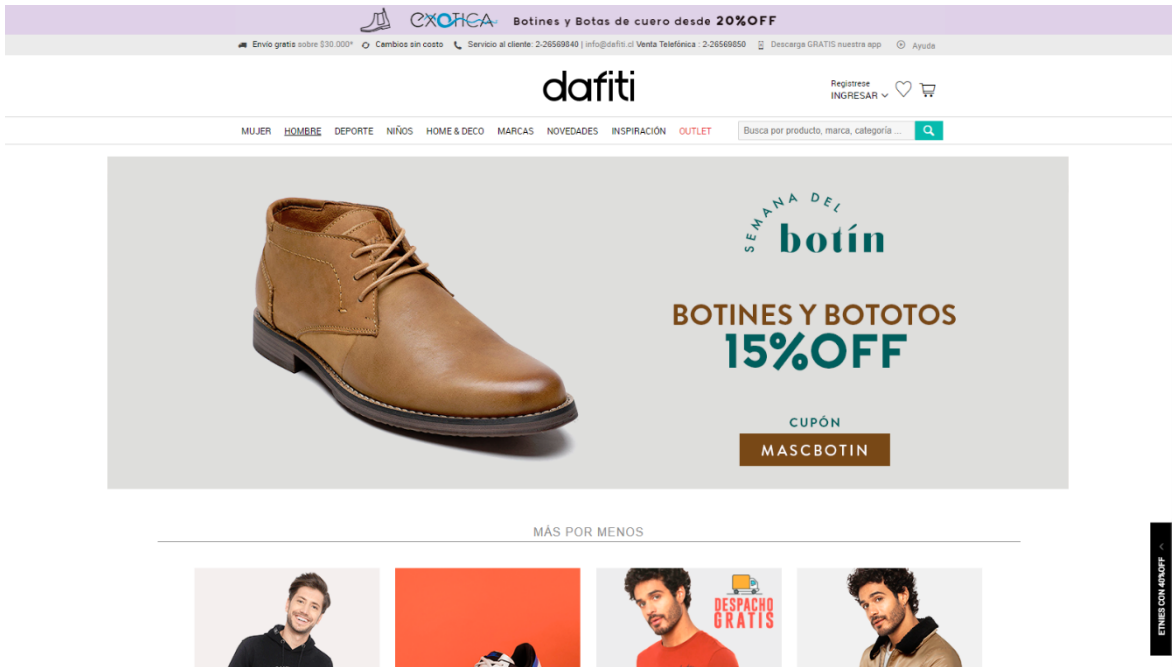 EXOTICA Botines y Botas de cuero desde 20%OFF
Envío gratis sobre $30.000* Cambios sin costo Servicio al cliente: 2-26569840 | info@dafiti.cl Venta Telefónica : 2-26569850 Descarga GRATIS nuestra app Ayuda
dafiti
Regístrese
INGRESAR
MUJER HOMBRE DEPORTE NIÑOS HOME & DECO MARCAS NOVEDADES INSPIRACIÓN OUTLET Busca por producto, marca, categoría ...
SEMANA DEL
botín
BOTINES Y BOTOTOS
15%OFF
CUPÓN
MASCBOTIN
MÁS POR MENOS
DESPACHO
GRATIS
ETNIES CON 40%OFF